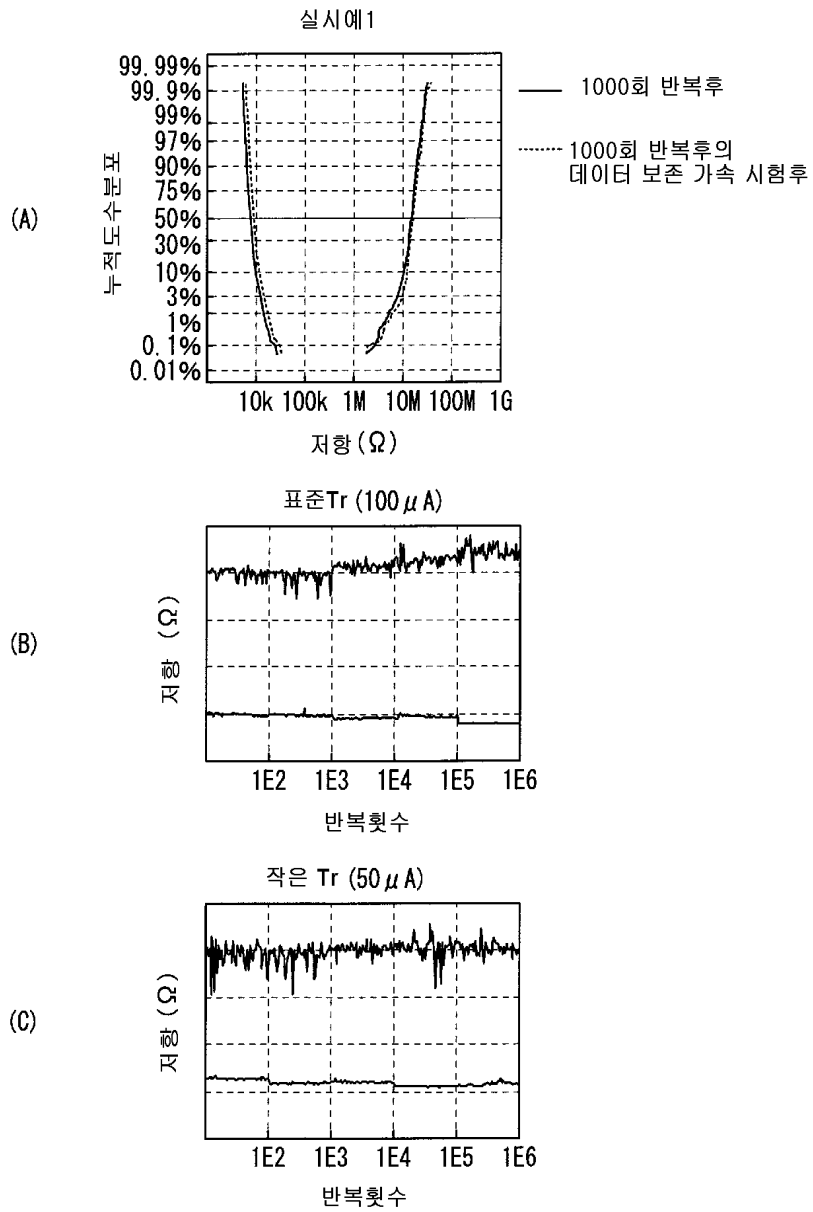 실시예1
(A)
누적도수분포
99.99%
99.9%
99%
97%
90%
75%
50%
30%
10%
3%
1%
0.1%
0.01%
10k 100k 1M 10M 100M 1G
저항(Ω)
1000회 반복후
1000회 반복후의
데이터 보존 가속 시험후
표준Tr (100μA)
(B)
저항 (Ω)
1E2 1E3 1E4 1E5 1E6
반복횟수
작은 Tr (50μA)
(C)
저항 (Ω)
1E2 1E3 1E4 1E5 1E6
반복횟수